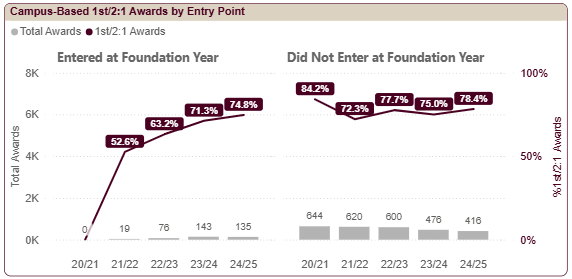 Campus-Based 1st/2:1 Awards by Entry Point
Total Awards 1st/2:1 Awards
Entered at Foundation Year Did Not Enter at Foundation Year
8K 100%
84.2%
74.8% 78.4%
71.3% 72.3% 77.7% 75.0%
6K
63.2%
52.6%
4K 50%
2K
0 19 76 143 135 644 620 600 476 416
0K 0%
20/21 21/22 22/23 23/24 24/25 20/21 21/22 22/23 23/24 24/25
Total Awards
%1st/2:1 Awards